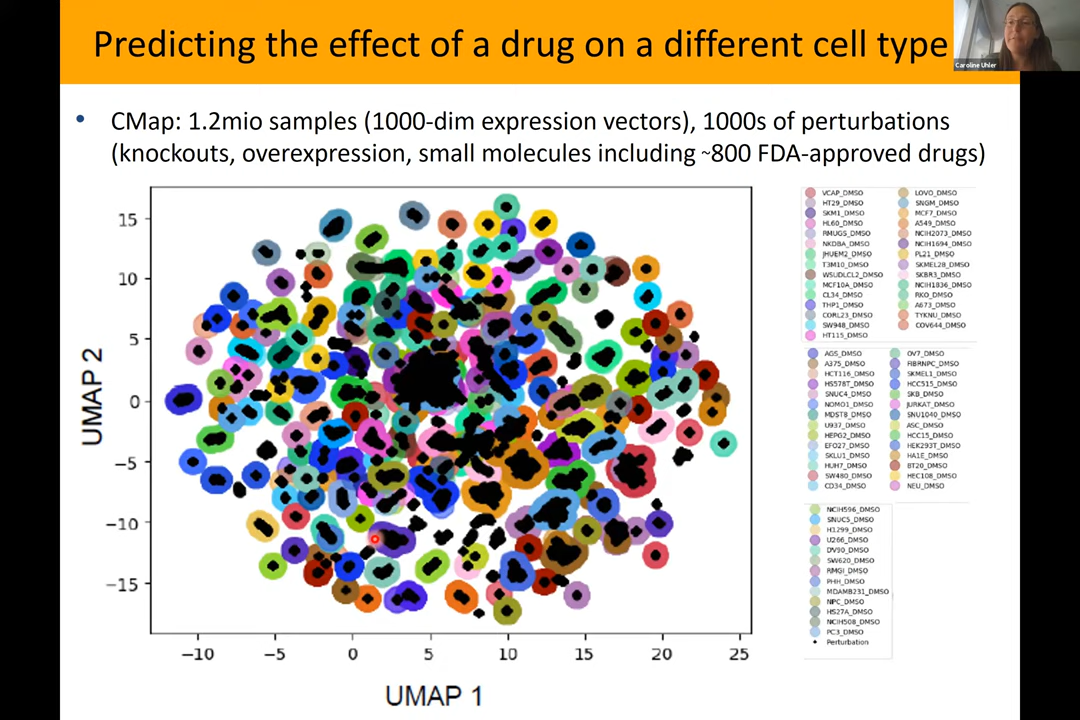 Predicting the effect of a drug on a different cell type
Caroline Uhler
• CMap: 1.2mio samples (1000-dim expression vectors), 1000s of perturbations
(knockouts, overexpression, small molecules including ~800 FDA-approved drugs)
UMAP 2
15
10
5
0
−5
−10
−15
−10
−5
0
5
10
15
20
25
UMAP 1
VCAP_DMSO
HT29_DMSO
SKM1_DMSO
HL60_DMSO
RMUGS_DMSO
NKDBA_DMSO
JHUEM2_DMSO
T3M10_DMSO
WSUDLCL2_DMSO
MCF10A_DMSO
CL34_DMSO
THP1_DMSO
CORL23_DMSO
SW948_DMSO
HT115_DMSO
LOVO_DMSO
SNGM_DMSO
MCF7_DMSO
A549_DMSO
NCIH2073_DMSO
NCIH1694_DMSO
PL21_DMSO
SKMEL28_DMSO
SKBR3_DMSO
NCIH1836_DMSO
RKO_DMSO
A673_DMSO
TYKNU_DMSO
COV644_DMSO
AGS_DMSO
A375_DMSO
HCT116_DMSO
HS578T_DMSO
SNUC4_DMSO
NOMO1_DMSO
MDST8_DMSO
U937_DMSO
HEPG2_DMSO
EFO27_DMSO
SKLU1_DMSO
HUH7_DMSO
SW480_DMSO
CD34_DMSO
OV7_DMSO
FIBRNPC_DMSO
SKMEL1_DMSO
HCC515_DMSO
SKB_DMSO
JURKAT_DMSO
SNU1040_DMSO
ASC_DMSO
HCC15_DMSO
HEK293T_DMSO
HA1E_DMSO
BT20_DMSO
HEC108_DMSO
NEU_DMSO
NCIH596_DMSO
SNUC5_DMSO
H1299_DMSO
U266_DMSO
DV90_DMSO
SW620_DMSO
RMGI_DMSO
PHH_DMSO
MDAMB231_DMSO
NPC_DMSO
HS27A_DMSO
NCIH508_DMSO
PC3_DMSO
Perturbation